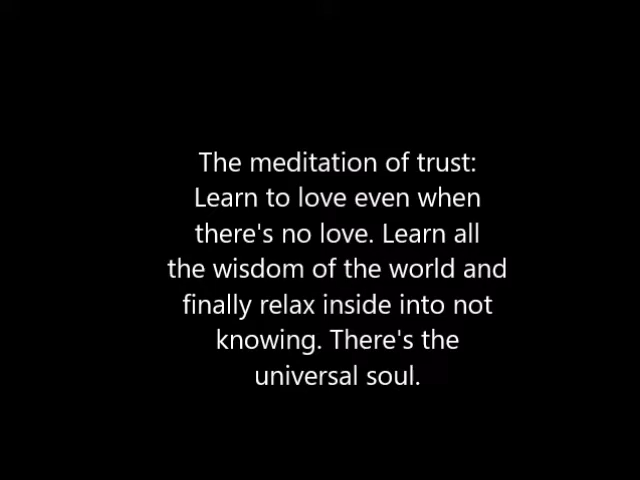 The meditation of trust:
Learn to love even when
there's no love. Learn all
the wisdom of the world and
finally relax inside into not
knowing. There's the
universal soul.